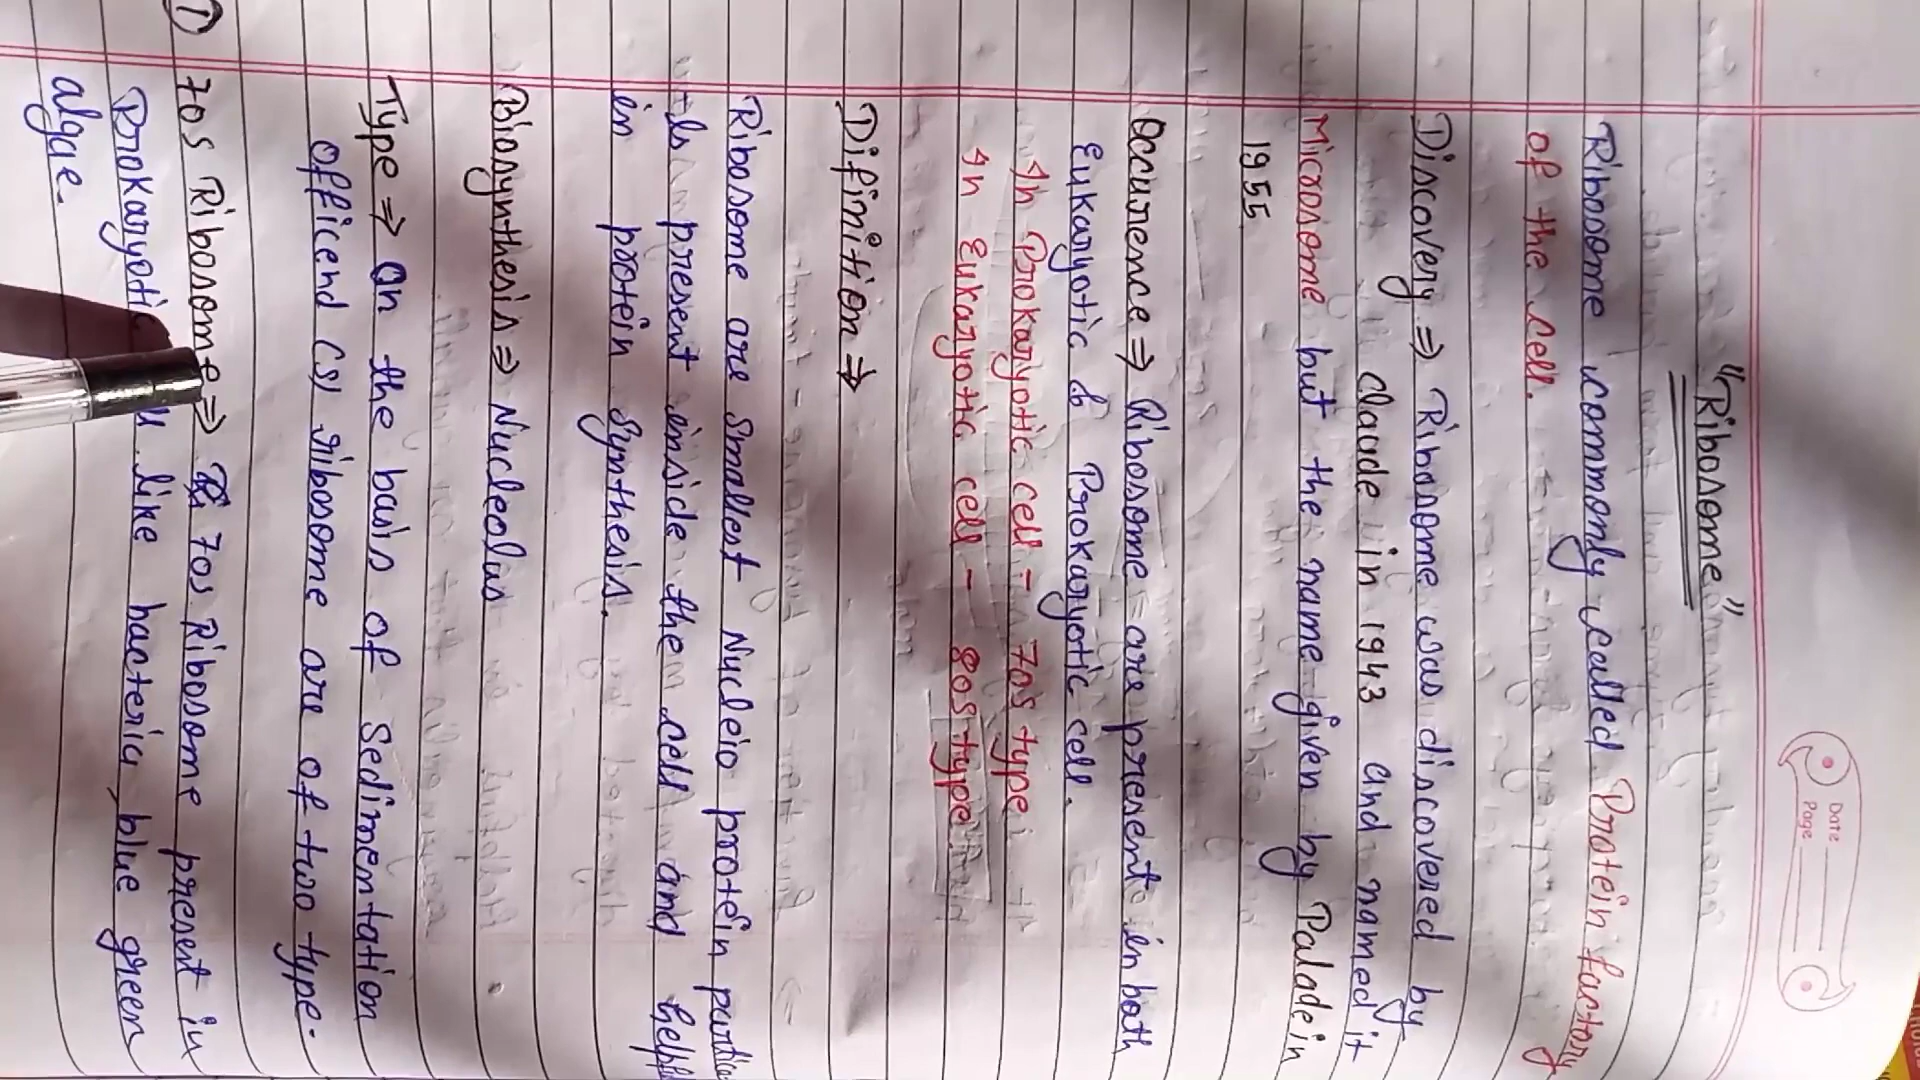 Date
Page
"Ribosome"
Ribosome commonly called Protein factory
of the cell.
Discovery ⇒ Ribosome was discovered by
claude in 1943 and named it
Microsome but the name given by Palade in
1955
Occurence ⇒ Ribosome are present in both
Eukaryotic & Prokaryotic cell.
In Prokaryotic cell - 70s type
In Eukaryotic cell - 80s type
Difinition ⇒
Ribosome are smallest Nucleio protein partic
present inside the cell and help
in protein synthesis.
Biosynthesis ⇒ Nucleolus
Type ⇒ On the basis of Sedimentation
officend (s) ribosome are of two type.
① 70s Ribosome ⇒ 70s Ribosome present in
Prokaryotic like bacteria, blue green
algae.